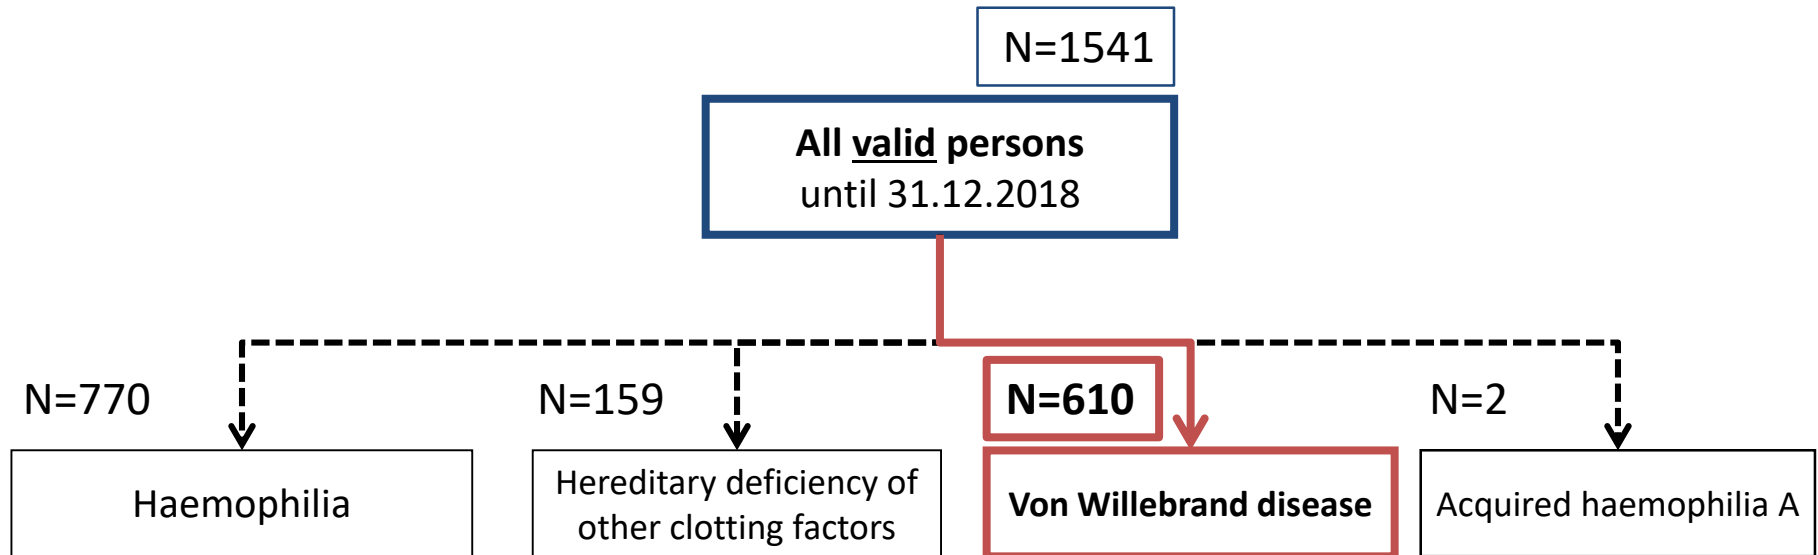 N=1541
All valid persons
until 31.12.2018
N=770
N=159
N=610
N=2
Haemophilia
Hereditary deficiency of
other clotting factors
Von Willebrand disease
Acquired haemophilia A